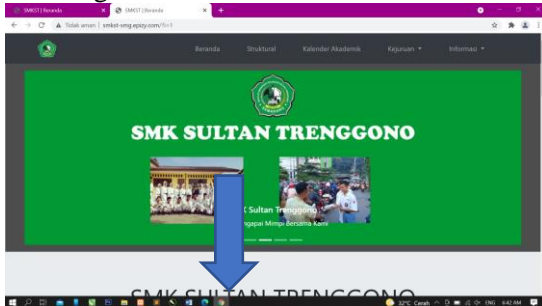 SMKST | Beranda
SMKST | Beranda
Tidak aman | smkst-smg.epizy.com/?i=1
Beranda Struktural Kalender Akademik Kejuruan Informasi
SMK SULTAN TRENGGONO
Sultan Trenggono
Mimpi Bersama Kami
SMK SULTAN TRENGGONO
32°C Cerah ENG 6:42 AM